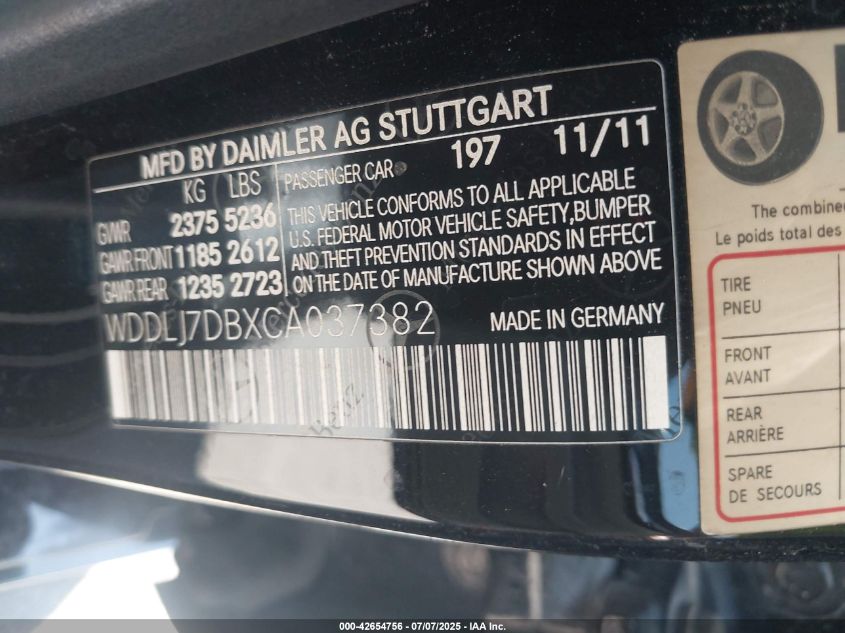 MFD BY DAIMLER AG STUTTGART
KG LBS PASSENGER CAR 197 11/11
GVWR 2375 5236
GAWR FRONT 1185 2612
GAWR REAR 1235 2723
THIS VEHICLE CONFORMS TO ALL APPLICABLE
U.S. FEDERAL MOTOR VEHICLE SAFETY,BUMPER
AND THEFT PREVENTION STANDARDS IN EFFECT
ON THE DATE OF MANUFACTURE SHOWN ABOVE
WDDLJ7DBXCA037382 MADE IN GERMANY
The combine
Le poids total des
TIRE
PNEU
FRONT
AVANT
REAR
ARRIÈRE
SPARE
DE SECOURS
000-42654756 - 07/07/2025 - IAA Inc.